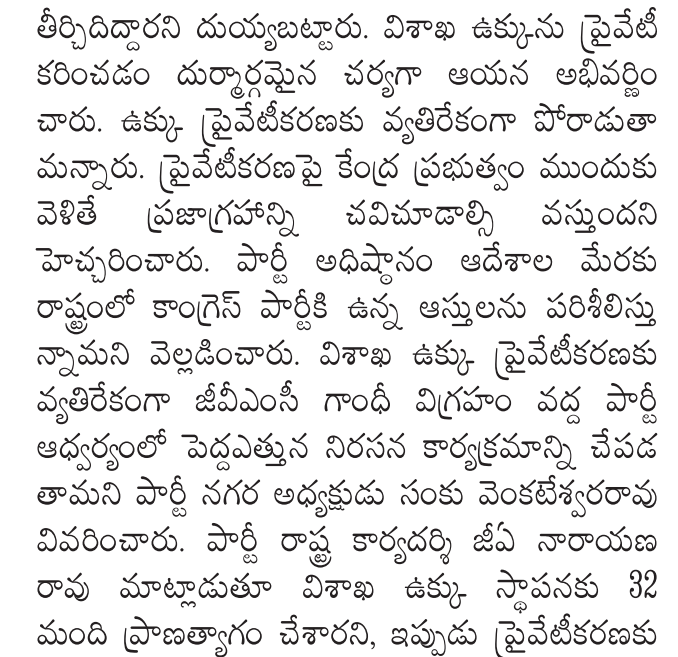 తీర్చిదిద్దారని దుయ్యబట్టారు. విశాఖ ఉక్కును ప్రైవేటీ
కరించడం దుర్మార్గమైన చర్యగా ఆయన అభివర్ణిం
చారు. ఉక్కు ప్రైవేటీకరణకు వ్యతిరేకంగా పోరాడుతా
మన్నారు. ప్రైవేటీకరణపై కేంద్ర ప్రభుత్వం ముందుకు
వెళితే ప్రజాగ్రహాన్ని చవిచూడాల్సి వస్తుందని
హెచ్చరించారు. పార్టీ అధిష్ఠానం ఆదేశాల మేరకు
రాష్ట్రంలో కాంగ్రెస్ పార్టీకి ఉన్న ఆస్తులను పరిశీలిస్తు
న్నామని వెల్లడించారు. విశాఖ ఉక్కు ప్రైవేటీకరణకు
వ్యతిరేకంగా జీవీఎంసీ గాంధీ విగ్రహం వద్ద పార్టీ
ఆధ్వర్యంలో పెద్దఎత్తున నిరసన కార్యక్రమాన్ని చేపడ
తామని పార్టీ నగర అధ్యక్షుడు సంకు వెంకటేశ్వరరావు
వివరించారు. పార్టీ రాష్ట్ర కార్యదర్శి జీఏ నారాయణ
రావు మాట్లాడుతూ విశాఖ ఉక్కు స్థాపనకు 32
మంది ప్రాణత్యాగం చేశారని, ఇప్పుడు ప్రైవేటీకరణకు